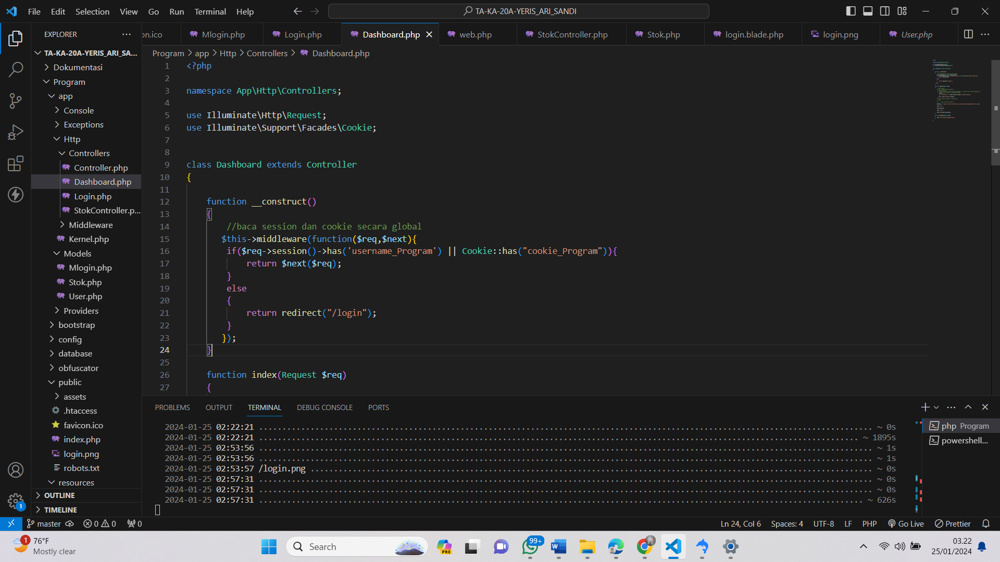 File Edit Selection View Go Run Terminal Help
TA-KA-20A-YERIS_ARI_SANDI
EXPLORER
on.ico Mlogin.php Login.php Dashboard.php web.php StokController.php Stok.php login.blade.php login.png User.php
Program > app > Http > Controllers > Dashboard.php
TA-KA-20A-YERIS_ARI_SA...
Dokumentasi
Program
app
Console
Exceptions
Http
Controllers
Controller.php
Dashboard.php
Login.php
StokController.p...
Middleware
Kernel.php
Models
Mlogin.php
Stok.php
User.php
Providers
bootstrap
config
database
obfuscator
public
assets
.htaccess
favicon.ico
index.php
login.png
robots.txt
resources
OUTLINE
TIMELINE
1 <?php
2
3 namespace App\Http\Controllers;
4
5 use Illuminate\Http\Request;
6 use Illuminate\Support\Facades\Cookie;
7
8
9 class Dashboard extends Controller
10 {
11
12 function __construct()
13 {
14 //baca session dan cookie secara global
15 $this->middleware(function($req,$next){
16 if($req->session()->has('username_Program') || Cookie::has("cookie_Program")){
17 return $next($req);
18 }
19 else
20 {
21 return redirect("/login");
22 }
23 });
24 }
25
26 function index(Request $req)
27 {
PROBLEMS OUTPUT TERMINAL DEBUG CONSOLE PORTS
2024-01-25 02:22:21 ........ ~ 0s
2024-01-25 02:22:21 ........ ~ 1895s
2024-01-25 02:53:56 ........ ~ 1s
2024-01-25 02:53:56 ........ ~ 1s
2024-01-25 02:53:57 /login.png ........ ~ 0s
2024-01-25 02:57:31 ........ ~ 0s
2024-01-25 02:57:31 ........ ~ 0s
2024-01-25 02:57:31 ........ ~ 626s
php Program
powershell...
1
master 0 0 0
Ln 24, Col 6 Spaces: 4 UTF-8 LF PHP Go Live Prettier
1
76°F
Mostly clear
Search
PRE
99+
03.22
25/01/2024